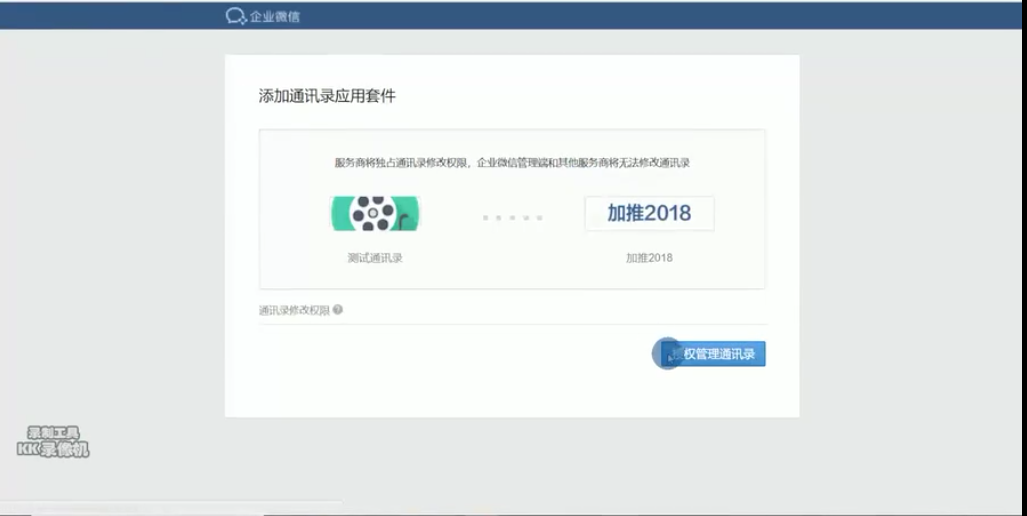 企业微信
添加通讯录应用套件
服务商将独占通讯录修改权限，企业微信管理端和其他服务商将无法修改通讯录
加推2018
测试通讯录
加推2018
通讯录修改权限
权管理通讯录
录制工具
KK录像机